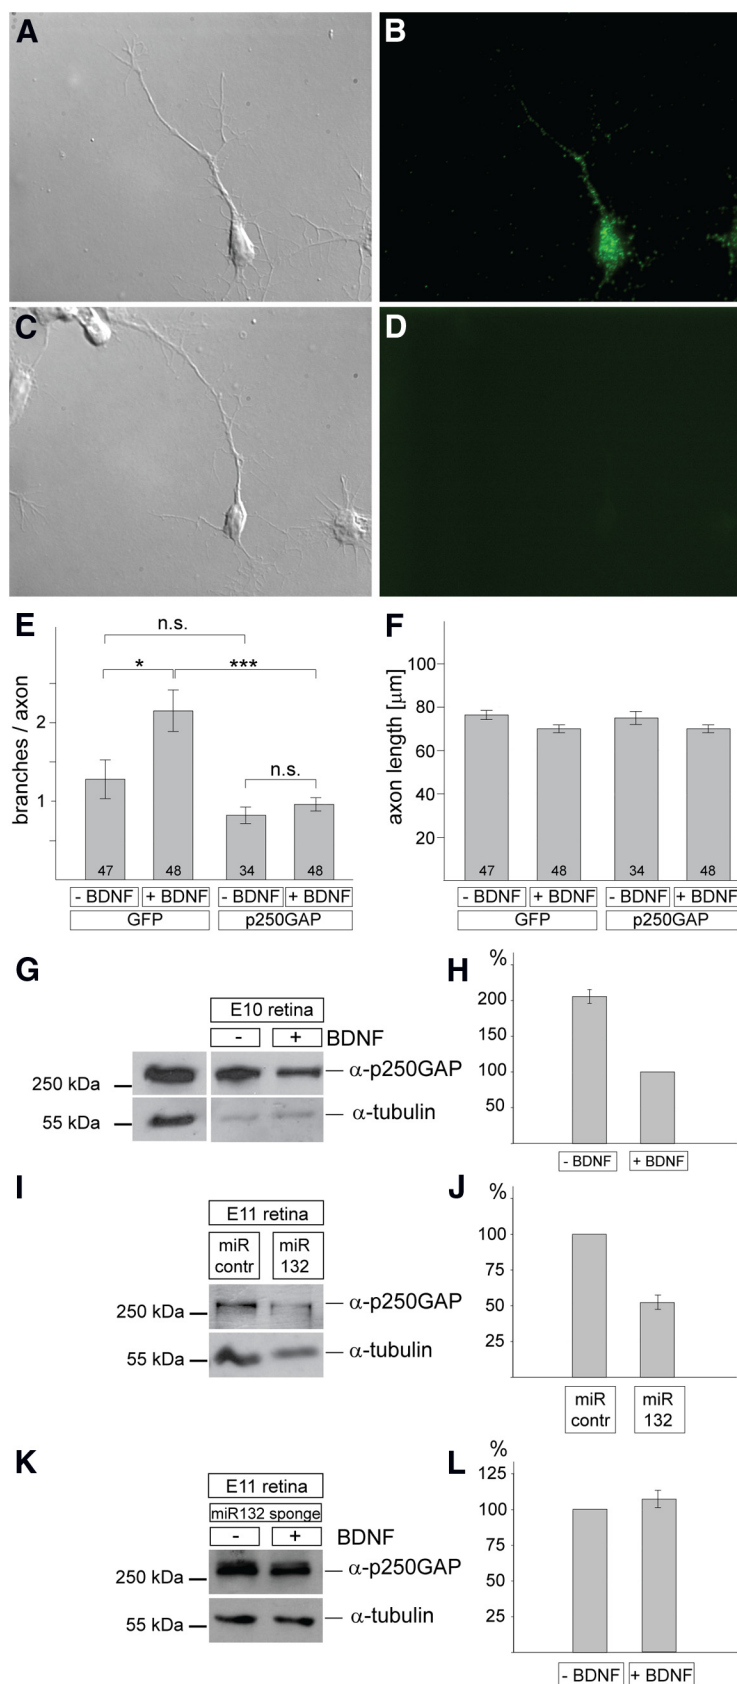 A
B
C
D
E
n.s.
*
***
n.s.
branches / axon
2
1
47
48
34
48
- BDNF
+ BDNF
- BDNF
+ BDNF
GFP
p250GAP
F
axon length [μm]
100
80
60
40
20
47
48
34
48
- BDNF
+ BDNF
- BDNF
+ BDNF
GFP
p250GAP
G
E10 retina
- + BDNF
250 kDa
α-p250GAP
55 kDa
α-tubulin
H
%
200
150
100
50
- BDNF
+ BDNF
I
E11 retina
miR
contr
miR
132
250 kDa
α-p250GAP
55 kDa
α-tubulin
J
%
100
75
50
25
miR
contr
miR
132
K
E11 retina
miR132 sponge
- + BDNF
250 kDa
α-p250GAP
55 kDa
α-tubulin
L
%
125
100
75
50
25
- BDNF
+ BDNF